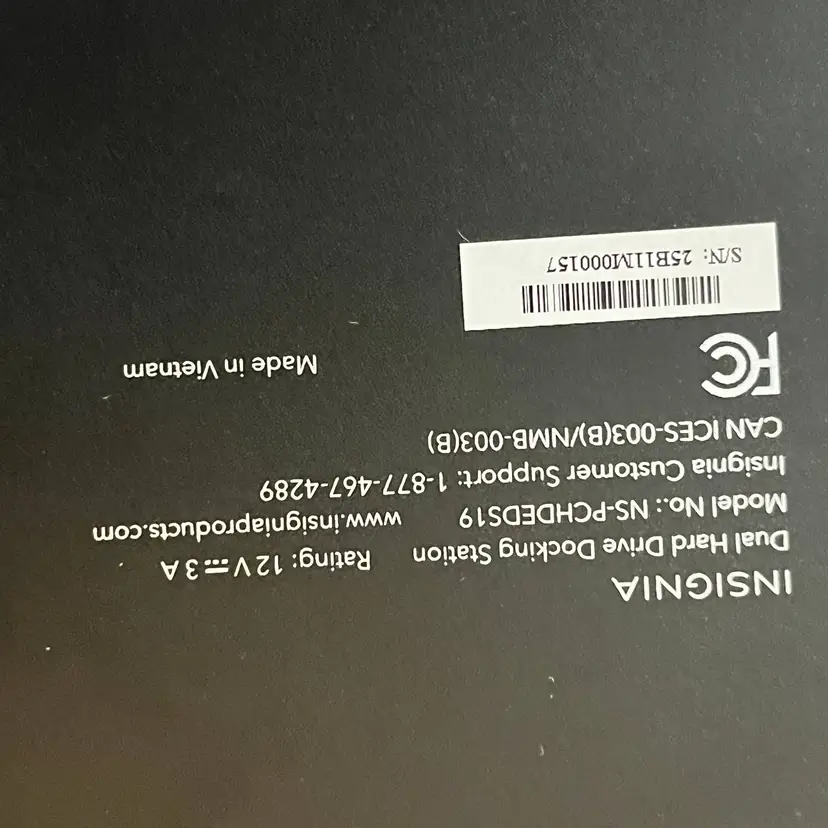 INSIGNIA
Dual Hard Drive Docking Station Rating: 12 V ⎓ 3 A
Model No.: NS-PCHDEDS19 www.insigniaproducts.com
Insignia Customer Support: 1-877-467-4289
CAN ICES-003(B)/NMB-003(B)
FC Made in Vietnam
S/N: 25B11M000157